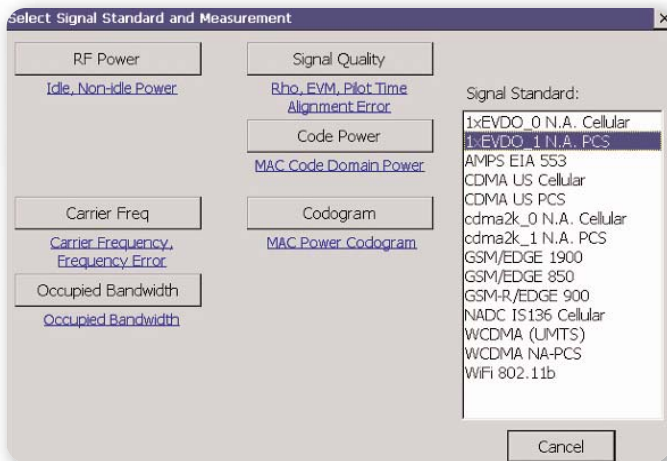 Select Signal Standard and Measurement
RF Power
Idle, Non-idle Power
Signal Quality
Rho, EVM, Pilot Time
Alignment Error
Code Power
MAC Code Domain Power
Carrier Freq
Carrier Frequency,
Frequency Error
Codogram
MAC Power Codogram
Occupied Bandwidth
Occupied Bandwidth
Signal Standard:
1xEVDO_0 N.A. Cellular
1xEVDO_1 N.A. PCS
AMPS EIA 553
CDMA US Cellular
CDMA US PCS
cdma2k_0 N.A. Cellular
cdma2k_1 N.A. PCS
GSM/EDGE 1900
GSM/EDGE 850
GSM-R/EDGE 900
NADC IS136 Cellular
WCDMA (UMTS)
WCDMA NA-PCS
WiFi 802.11b
Cancel